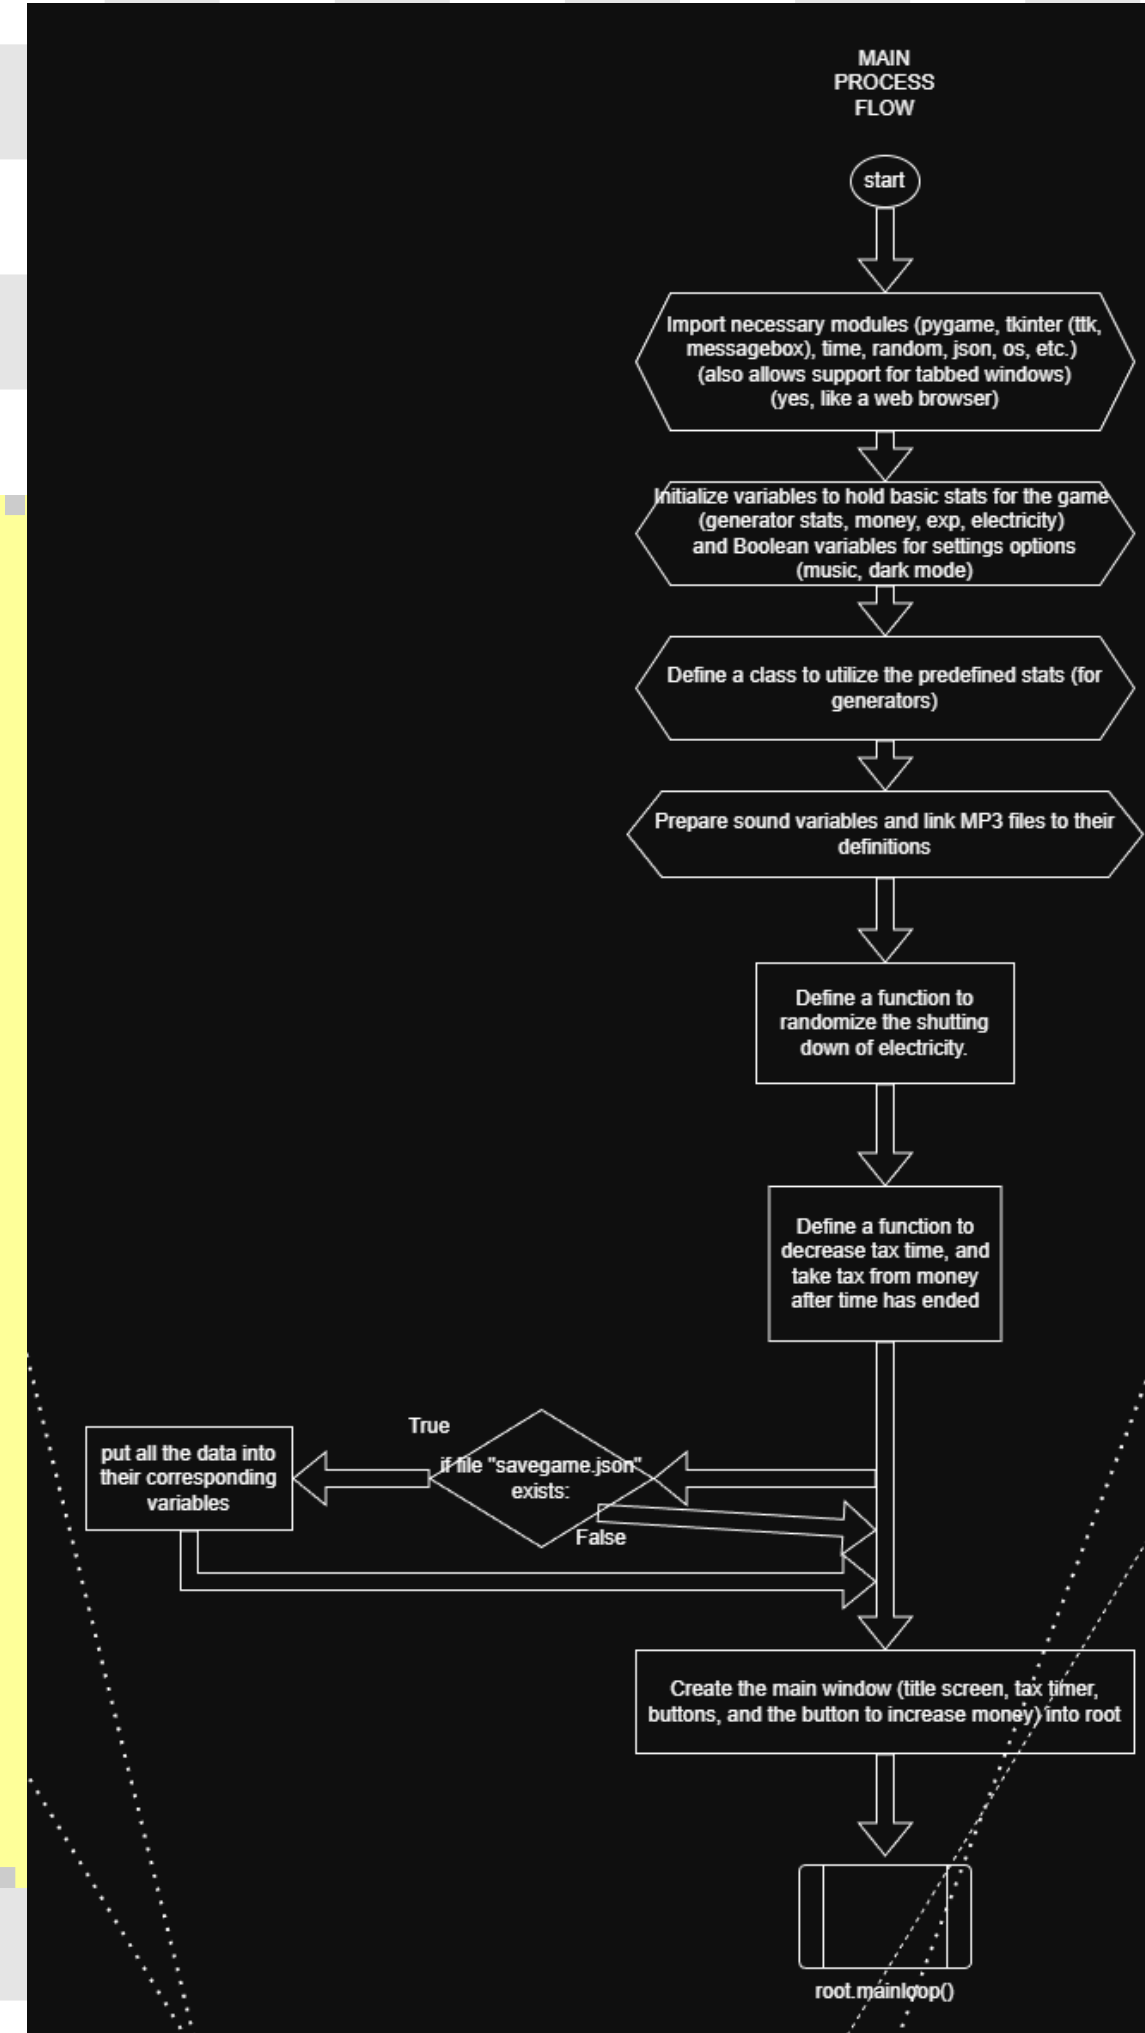 MAIN
PROCESS
FLOW
start
Import necessary modules (pygame, tkinter (ttk,
messagebox), time, random, json, os, etc.)
(also allows support for tabbed windows)
(yes, like a web browser)
Initialize variables to hold basic stats for the game
(generator stats, money, exp, electricity)
and Boolean variables for settings options
(music, dark mode)
Define a class to utilize the predefined stats (for
generators)
Prepare sound variables and link MP3 files to their
definitions
Define a function to
randomize the shutting
down of electricity.
Define a function to
decrease tax time, and
take tax from money
after time has ended
True
if file "savegame.json"
exists:
put all the data into
their corresponding
variables
False
Create the main window (title screen, tax timer,
buttons, and the button to increase money) into root
root.mainloop()